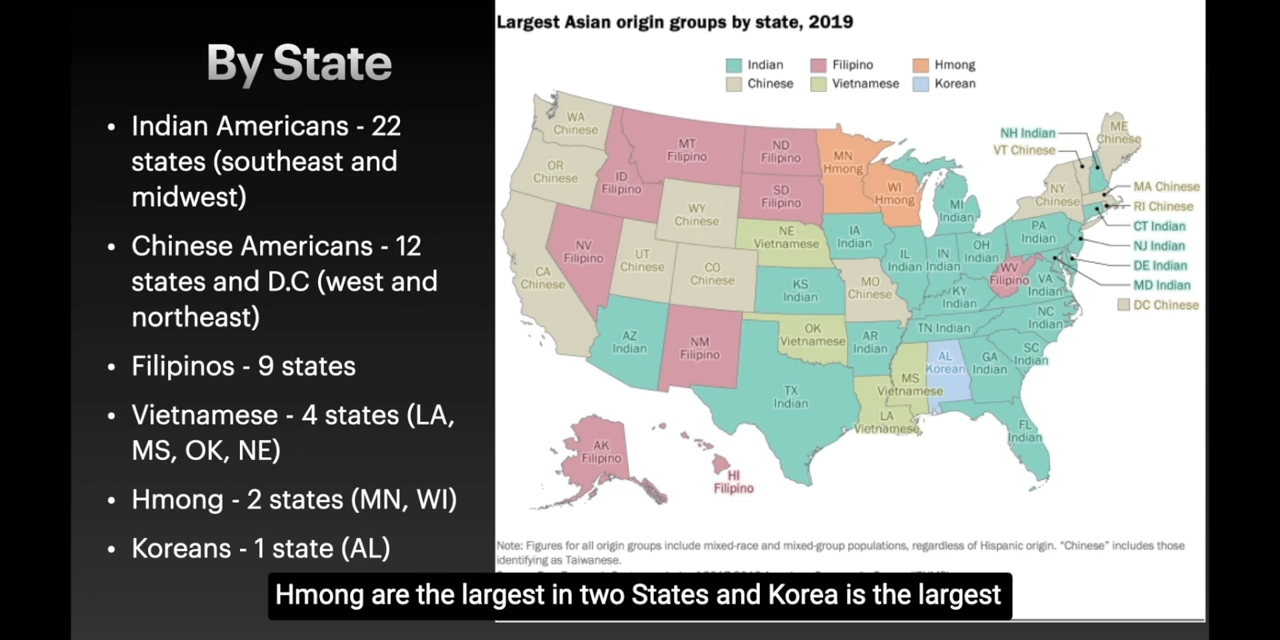 By State
• Indian Americans - 22
states (southeast and
midwest)
• Chinese Americans - 12
states and D.C (west and
northeast)
• Filipinos - 9 states
• Vietnamese - 4 states (LA,
MS, OK, NE)
• Hmong - 2 states (MN, WI)
• Koreans - 1 state (AL)
Largest Asian origin groups by state, 2019
Indian
Filipino
Hmong
Chinese
Vietnamese
Korean
WA
Chinese
OR
Chinese
CA
Chinese
ID
Filipino
NV
Filipino
MT
Filipino
WY
Chinese
UT
Chinese
CO
Chinese
AZ
Indian
NM
Filipino
ND
Filipino
SD
Filipino
NE
Vietnamese
KS
Indian
OK
Vietnamese
TX
Indian
MN
Hmong
WI
Hmong
IA
Indian
MO
Chinese
AR
Indian
LA
Vietnamese
MS
Vietnamese
AL
Korean
MI
Indian
IL
Indian
IN
Indian
OH
Indian
KY
Indian
TN Indian
GA
Indian
FL
Indian
SC
Indian
NC
Indian
VA
Indian
WV
Filipino
PA
Indian
NY
Chinese
ME
Chinese
NH Indian
VT Chinese
MA Chinese
RI Chinese
CT Indian
NJ Indian
DE Indian
MD Indian
DC Chinese
AK
Filipino
HI
Filipino
Note: Figures for all origin groups include mixed-race and mixed-group populations, regardless of Hispanic origin. “Chinese” includes those
identifying as Taiwanese.
Hmong are the largest in two States and Korea is the largest